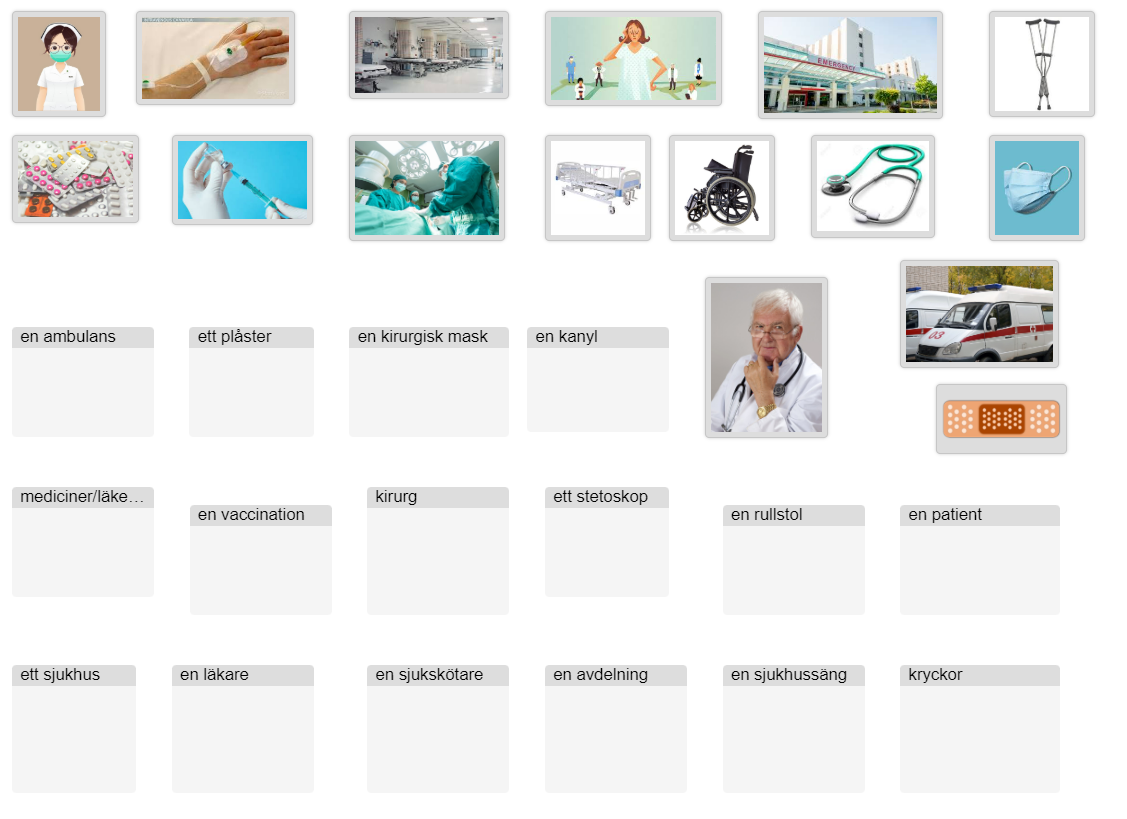 EMERGENCY
03
en ambulans
ett plåster
en kirurgisk mask
en kanyl
mediciner/läke…
en vaccination
kirurg
ett stetoskop
en rullstol
en patient
ett sjukhus
en läkare
en sjukskötare
en avdelning
en sjukhussäng
kryckor